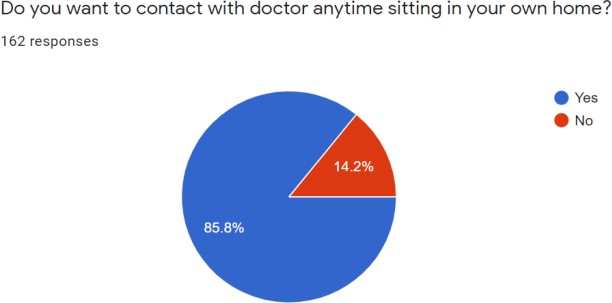 Do you want to contact with doctor anytime sitting in your own home?
162 responses
Yes
No
14.2%
85.8%